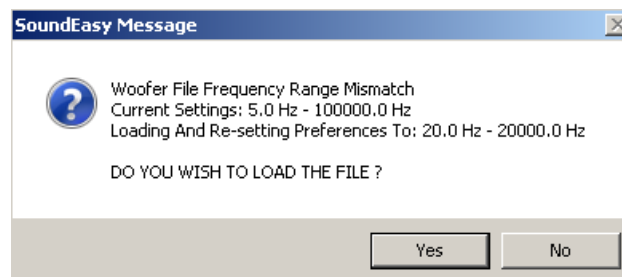 SoundEasy Message
Woofer File Frequency Range Mismatch
Current Settings: 5.0 Hz - 100000.0 Hz
Loading And Re-setting Preferences To: 20.0 Hz - 20000.0 Hz
DO YOU WISH TO LOAD THE FILE ?
Yes
No